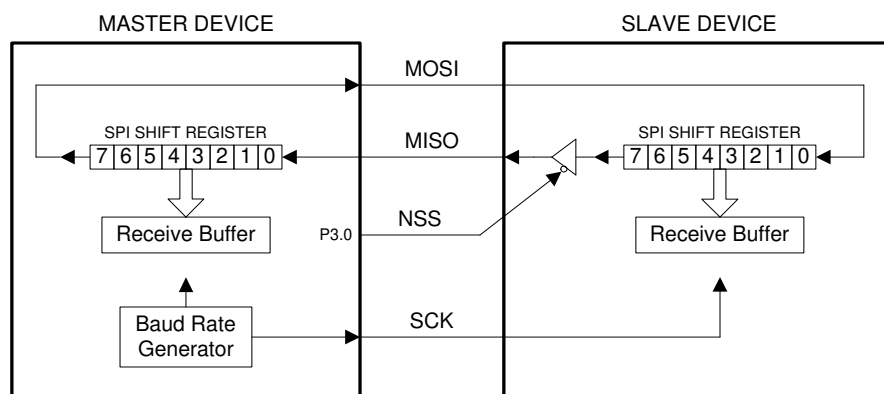 MASTER DEVICE
SLAVE DEVICE
MOSI
SPI SHIFT REGISTER
7 6 5 4 3 2 1 0
MISO
SPI SHIFT REGISTER
7 6 5 4 3 2 1 0
Receive Buffer
P3.0
NSS
Receive Buffer
Baud Rate
Generator
SCK